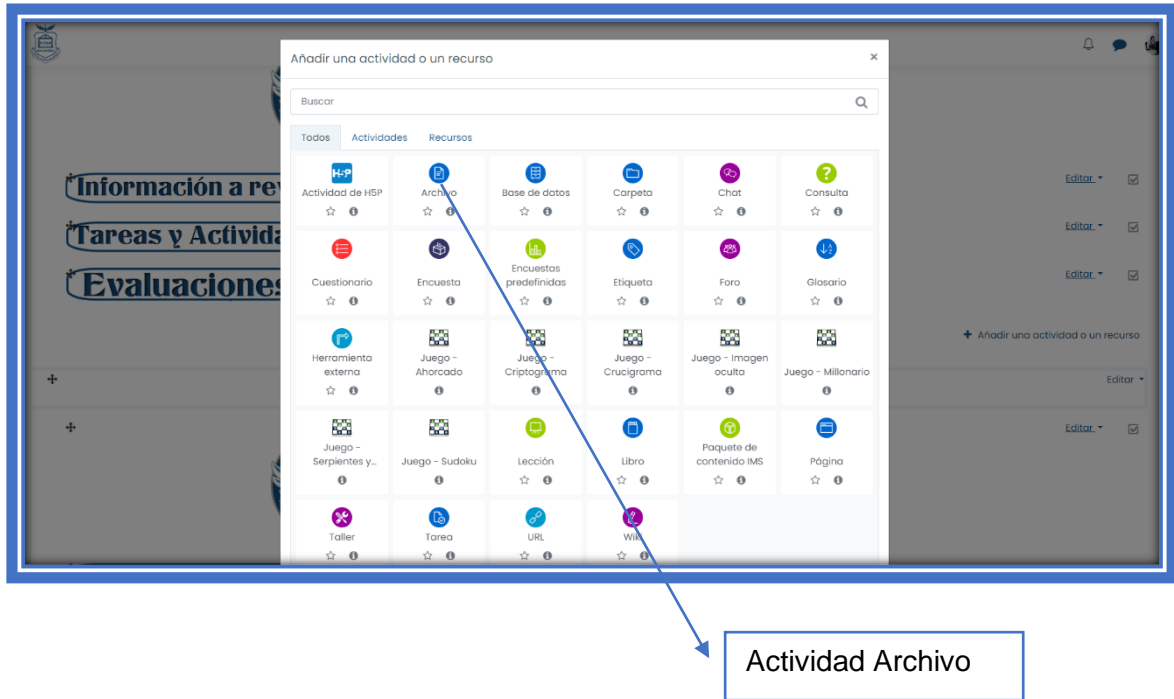 Añadir una actividad o un recurso ×
Buscar
Todos Actividades Recursos
Información a rev
Tareas y Activida
Evaluaciones
Actividad de H5P Archivo Base de datos Carpeta Chat Consulta
Cuestionario Encuesta Encuestas predefinidas Etiqueta Foro Glosario
Herramienta externa Juego - Ahorcado Juego - Criptograma Juego - Crucigrama Juego - Imagen oculta Juego - Millonario
Juego - Serpientes y... Juego - Sudoku Lección Libro Paquete de contenido IMS Página
Taller Tarea URL Wiki
Editar
Editar
Editar
+ Añadir una actividad o un recurso
Editar
Editar
Actividad Archivo